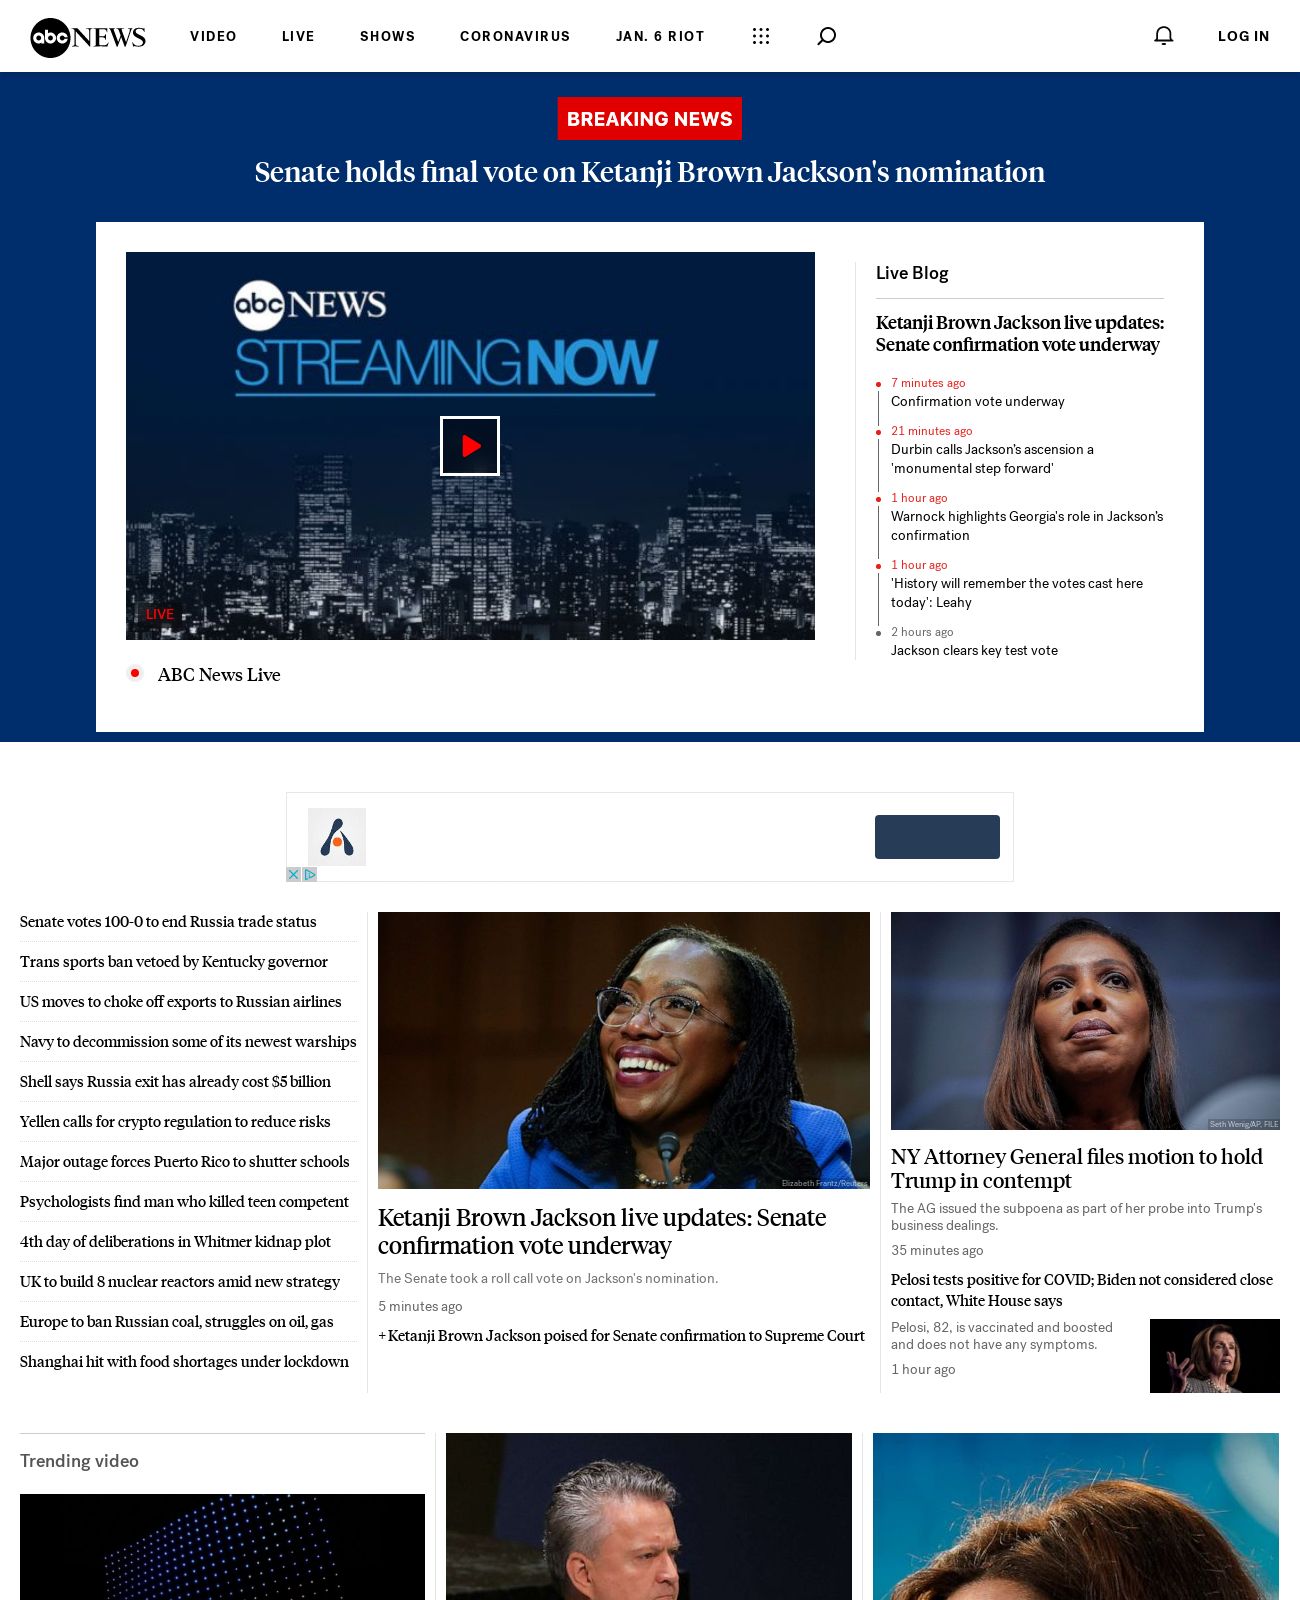 abc NEWS
VIDEO
LIVE
SHOWS
CORONAVIRUS
JAN. 6 RIOT
LOG IN
BREAKING NEWS
Senate holds final vote on Ketanji Brown Jackson's nomination
abc NEWS
STREAMING NOW
LIVE
ABC News Live
Live Blog
Ketanji Brown Jackson live updates:
Senate confirmation vote underway
7 minutes ago
Confirmation vote underway
21 minutes ago
Durbin calls Jackson's ascension a
'monumental step forward'
1 hour ago
Warnock highlights Georgia's role in Jackson's
confirmation
1 hour ago
'History will remember the votes cast here
today': Leahy
2 hours ago
Jackson clears key test vote
Senate votes 100-0 to end Russia trade status
Trans sports ban vetoed by Kentucky governor
US moves to choke off exports to Russian airlines
Navy to decommission some of its newest warships
Shell says Russia exit has already cost $5 billion
Yellen calls for crypto regulation to reduce risks
Major outage forces Puerto Rico to shutter schools
Psychologists find man who killed teen competent
4th day of deliberations in Whitmer kidnap plot
UK to build 8 nuclear reactors amid new strategy
Europe to ban Russian coal, struggles on oil, gas
Shanghai hit with food shortages under lockdown
Elizabeth Frantz/Reuters
Ketanji Brown Jackson live updates: Senate
confirmation vote underway
The Senate took a roll call vote on Jackson's nomination.
5 minutes ago
+ Ketanji Brown Jackson poised for Senate confirmation to Supreme Court
Seth Wenig/AP, FILE
NY Attorney General files motion to hold
Trump in contempt
The AG issued the subpoena as part of her probe into Trump's
business dealings.
35 minutes ago
Pelosi tests positive for COVID; Biden not considered close
contact, White House says
Pelosi, 82, is vaccinated and boosted
and does not have any symptoms.
1 hour ago
Trending video